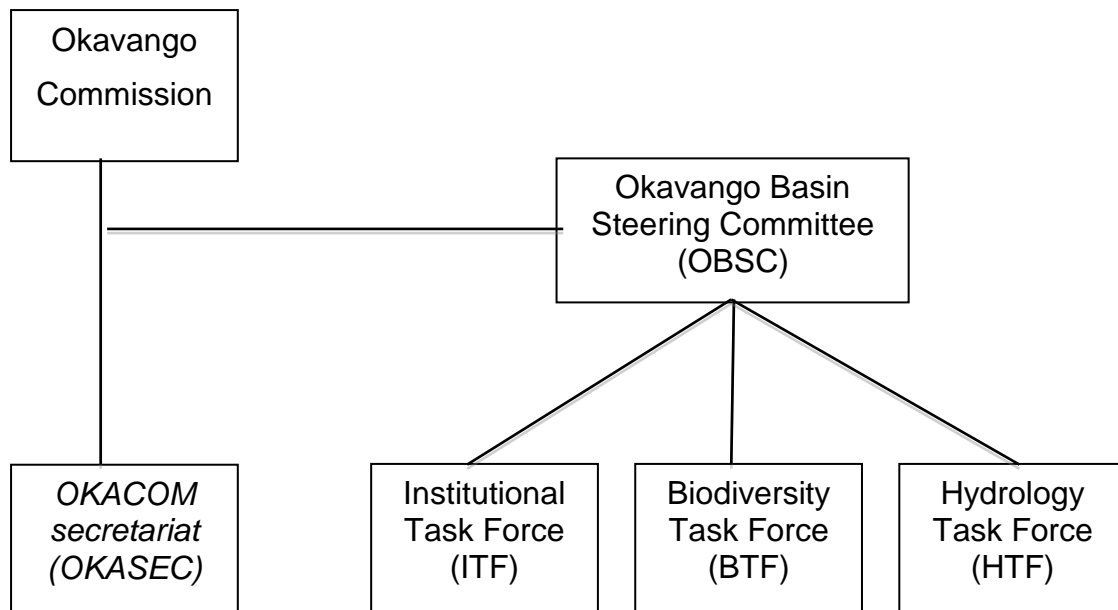 Okavango
Commission
Okavango Basin
Steering Committee
(OBSC)
OKACOM
secretariat
(OKASEC)
Institutional
Task Force
(ITF)
Biodiversity
Task Force
(BTF)
Hydrology
Task Force
(HTF)